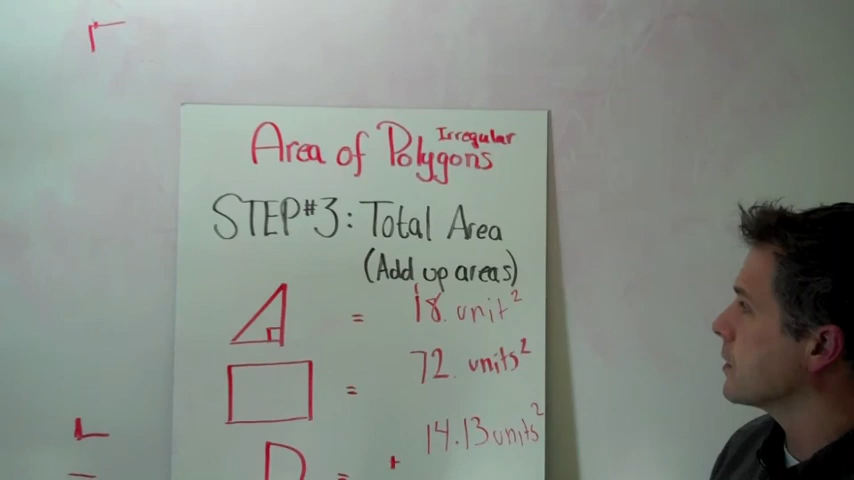 Area of Irregular Polygons
STEP#3: Total Area
(Add up areas)
= 18. unit²
= 72. units²
= + 14.13 units²